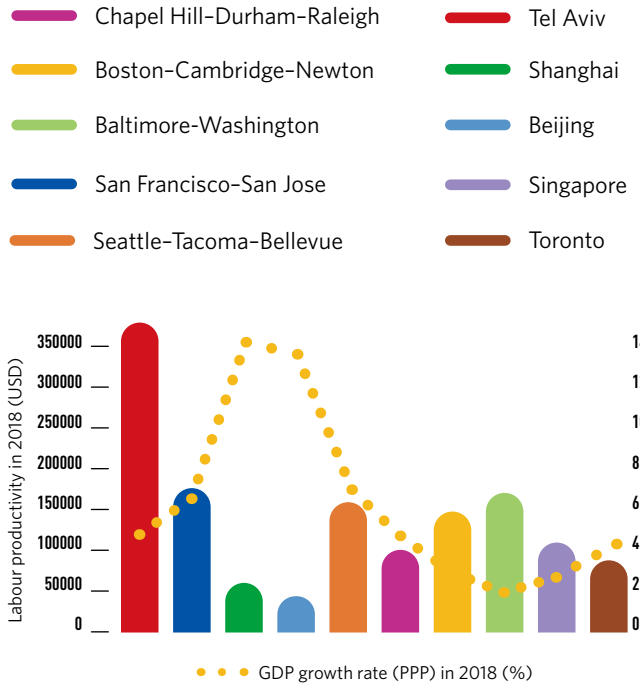 Chapel Hill–Durham–Raleigh
Tel Aviv
Boston–Cambridge–Newton
Shanghai
Baltimore-Washington
Beijing
San Francisco–San Jose
Singapore
Seattle–Tacoma–Bellevue
Toronto
Labour productivity in 2018 (USD)
350000
300000
250000
200000
150000
100000
50000
0
8
6
4
2
0
GDP growth rate (PPP) in 2018 (%)